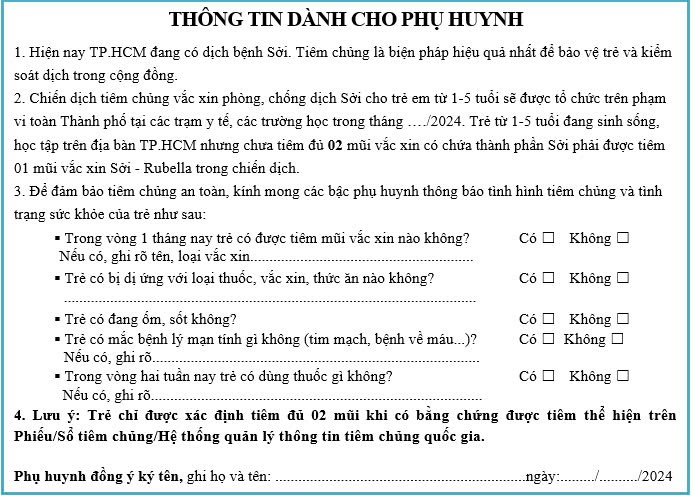 THÔNG TIN DÀNH CHO PHỤ HUYNH
1. Hiện nay TP.HCM đang có dịch bệnh Sởi. Tiêm chủng là biện pháp hiệu quả nhất để bảo vệ trẻ và kiểm
soát dịch trong cộng đồng.
2. Chiến dịch tiêm chủng vắc xin phòng, chống dịch Sởi cho trẻ em từ 1-5 tuổi sẽ được tổ chức trên phạm
vi toàn Thành phố tại các trạm y tế, các trường học trong tháng …./2024. Trẻ từ 1-5 tuổi đang sinh sống,
học tập trên địa bàn TP.HCM nhưng chưa tiêm đủ 02 mũi vắc xin có chứa thành phần Sởi phải được tiêm
01 mũi vắc xin Sởi - Rubella trong chiến dịch.
3. Để đảm bảo tiêm chủng an toàn, kính mong các bậc phụ huynh thông báo tình hình tiêm chủng và tình
trạng sức khỏe của trẻ như sau:
▪ Trong vòng 1 tháng nay trẻ có được tiêm mũi vắc xin nào không? Có ☐ Không ☐
Nếu có, ghi rõ tên, loại vắc xin.........................................................
▪ Trẻ có bị dị ứng với loại thuốc, vắc xin, thức ăn nào không? Có ☐ Không ☐
.........................................................................................................
▪ Trẻ có đang ốm, sốt không? Có ☐ Không ☐
▪ Trẻ có mắc bệnh lý mạn tính gì không (tim mạch, bệnh về máu...)? Có ☐ Không ☐
Nếu có, ghi rõ...................................................................................
▪ Trong vòng hai tuần nay trẻ có dùng thuốc gì không? Có ☐ Không ☐
Nếu có, ghi rõ....................................................................................
4. Lưu ý: Trẻ chỉ được xác định tiêm đủ 02 mũi khi có bằng chứng được tiêm thể hiện trên
Phiếu/Sổ tiêm chủng/Hệ thống quản lý thông tin tiêm chủng quốc gia.
Phụ huynh đồng ý ký tên, ghi họ và tên: ................................................................ngày:........./........../2024